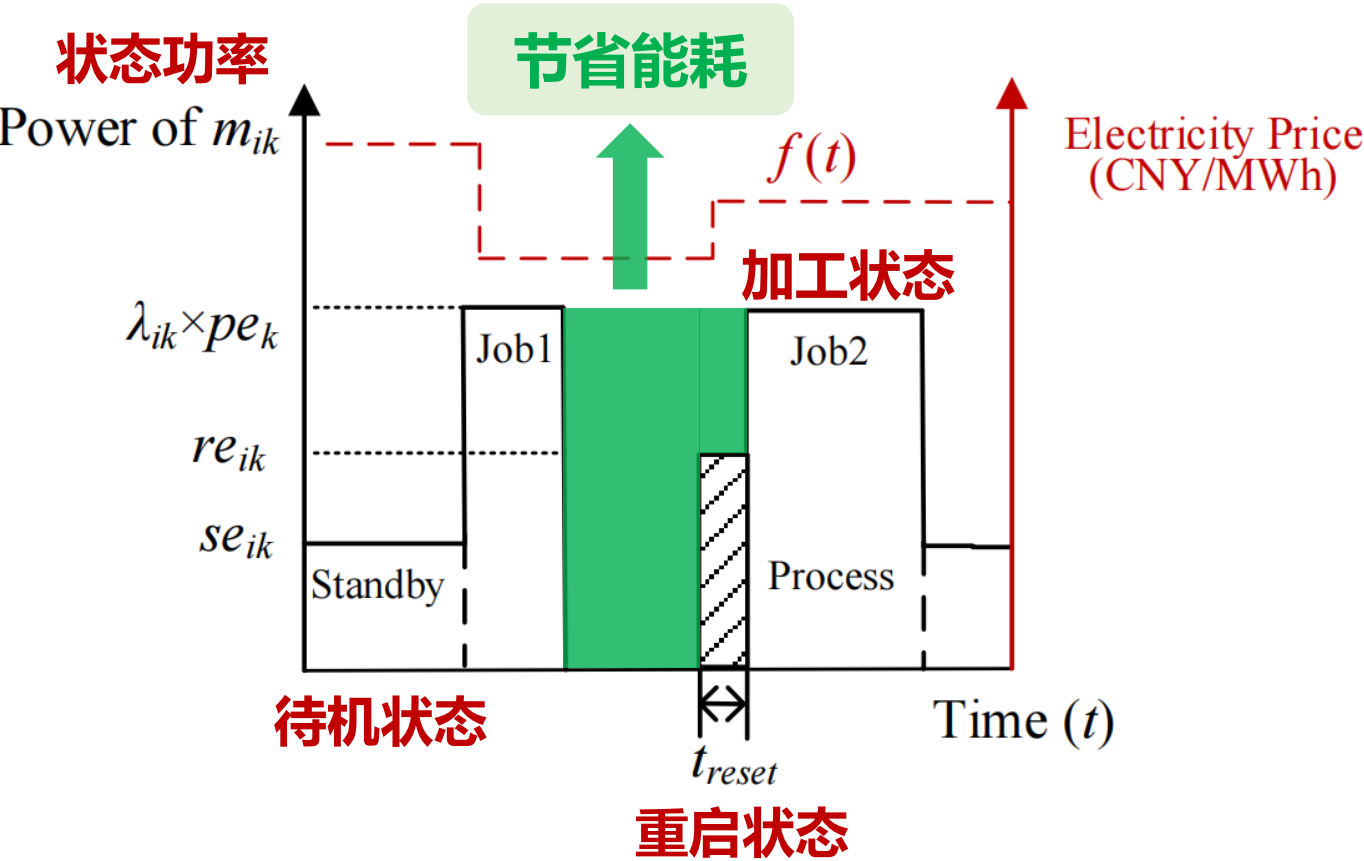 状态功率
节省能耗
Power of m_ik
f (t)
Electricity Price
(CNY/MWh)
加工状态
λ_ik×pe_k
Job1
Job2
re_ik
se_ik
Standby
Process
待机状态
Time (t)
t_reset
重启状态